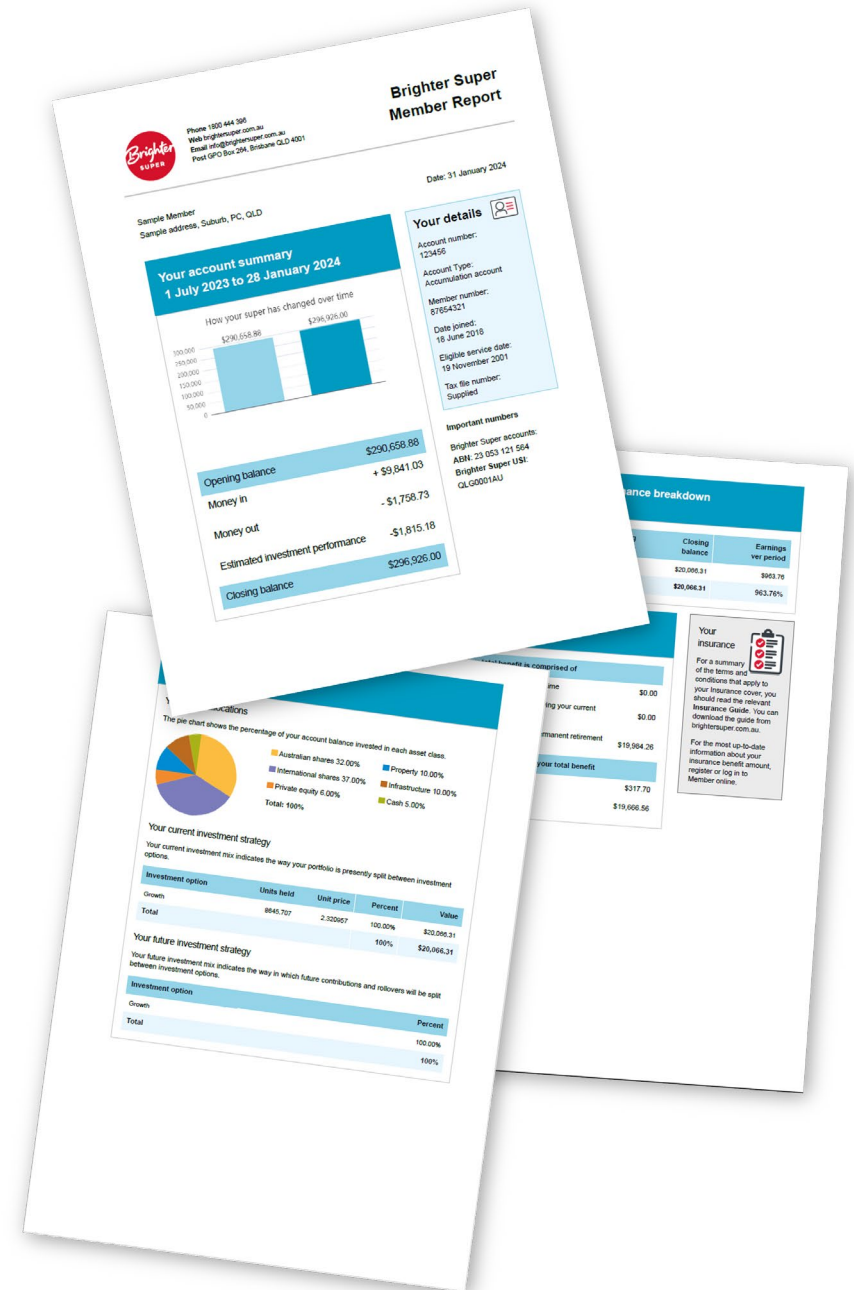 Brighter Super
Member Report
Brighter
SUPER
Phone 1800 444 396
Web brightersuper.com.au
Email info@brightersuper.com.au
Post GPO Box 264, Brisbane QLD 4001
Date: 31 January 2024
Sample Member
Sample address, Suburb, PC, QLD
Your account summary
1 July 2023 to 28 January 2024
How your super has changed over time
$290,658.88
$296,926.00
300,000
250,000
200,000
150,000
100,000
50,000
0
Opening balance $290,658.88
Money in + $9,841.03
Money out - $1,758.73
Estimated investment performance -$1,815.18
Closing balance $296,926.00
Your details
Account number:
123456
Account Type:
Accumulation account
Member number:
87654321
Date joined:
18 June 2018
Eligible service date:
19 November 2001
Tax file number:
Supplied
Important numbers
Brighter Super accounts:
ABN: 23 053 121 564
Brighter Super USI:
QLG0001AU
breakdown
Closing
balance
Earnings
ver period
$20,066.31 $963.76
$20,066.31 963.76%
total benefit is comprised of
$0.00
your current
$0.00
retirement
$19,984.26
your total benefit
$317.70
$19,666.56
Your
insurance
For a summary
of the terms and
conditions that apply to
your Insurance cover, you
should read the relevant
Insurance Guide. You can
download the guide from
brightersuper.com.au.
For the most up-to-date
information about your
insurance benefit amount,
register or log in to
Member online.
The pie chart shows the percentage of your account balance invested in each asset class.
Australian shares 32.00%
International shares 37.00%
Private equity 6.00%
Total: 100%
Property 10.00%
Infrastructure 10.00%
Cash 5.00%
Your current investment strategy
Your current investment mix indicates the way your portfolio is presently split between investment
options.
Investment option Units held Unit price Percent Value
Growth 8645.707 2.320957 100.00% $20,066.31
Total 100% $20,066.31
Your future investment strategy
Your future investment mix indicates the way in which future contributions and rollovers will be split
between investment options.
Investment option Percent
Growth 100.00%
Total 100%